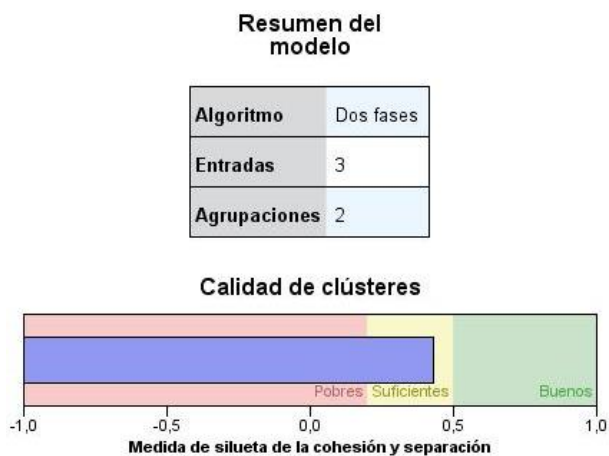 Resumen del
modelo
Algoritmo Dos fases
Entradas 3
Agrupaciones 2
Calidad de clústeres
Pobres Suficientes Buenos
-1,0 -0,5 0,0 0,5 1,0
Medida de silueta de la cohesión y separación